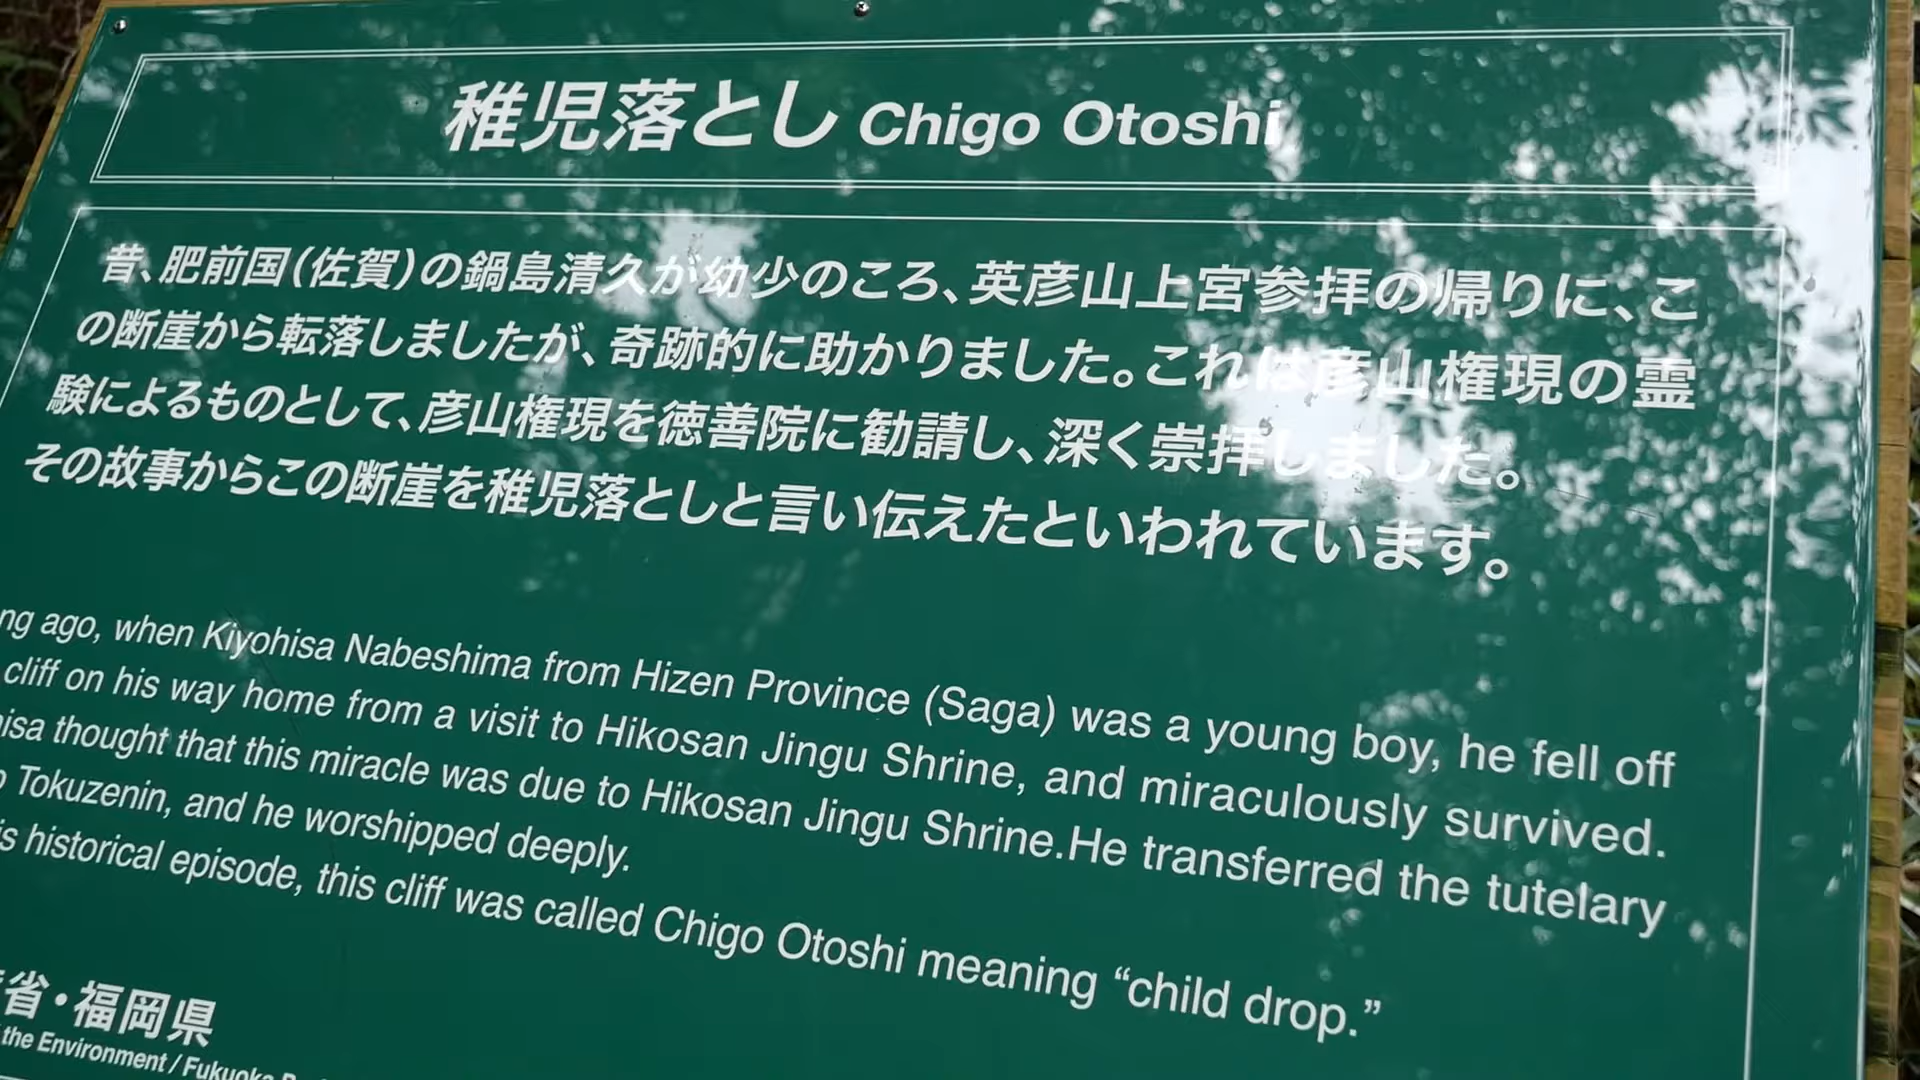 稚児落とし Chigo Otoshi
昔、肥前国(佐賀)の鍋島清久が幼少のころ、英彦山上宮参拝の帰りに、こ
の断崖から転落しましたが、奇跡的に助かりました。これは彦山権現の霊
験によるものとして、彦山権現を徳善院に勧請し、深く崇拝しました。
その故事からこの断崖を稚児落としと言い伝えたといわれています。
ng ago, when Kiyohisa Nabeshima from Hizen Province (Saga) was a young boy, he fell off
cliff on his way home from a visit to Hikosan Jingu Shrine, and miraculously survived.
isa thought that this miracle was due to Hikosan Jingu Shrine.He transferred the tutelary
Tokuzenin, and he worshipped deeply.
is historical episode, this cliff was called Chigo Otoshi meaning “child drop.”
省・福岡県
the Environment / Fukuoka